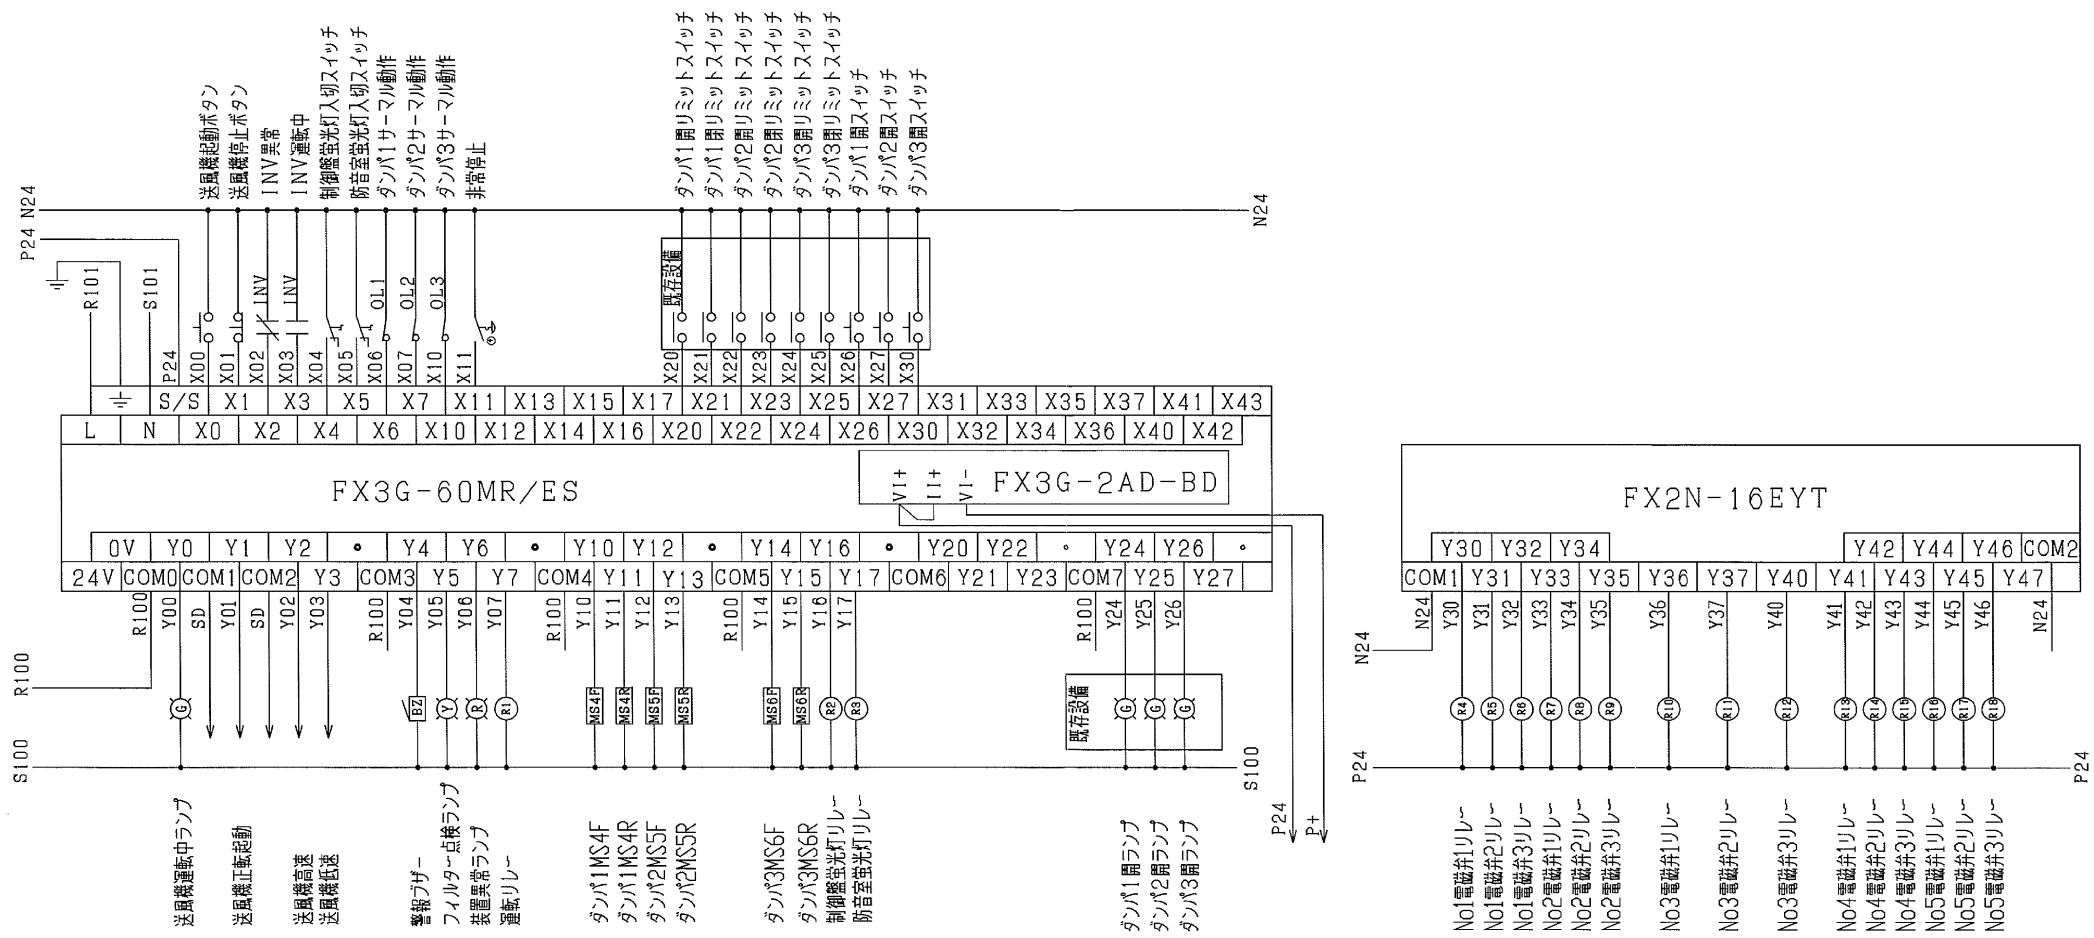 送風機起動ボタン
送風機停止ボタン
INV異常
INV運転中
制御盤蛍光灯入切スイッチ
防音室蛍光灯入切スイッチ
ダンパ1サーマル動作
ダンパ2サーマル動作
ダンパ3サーマル動作
非常停止
ダンパ1開リミットスイッチ
ダンパ1閉リミットスイッチ
ダンパ2開リミットスイッチ
ダンパ2閉リミットスイッチ
ダンパ3開リミットスイッチ
ダンパ3閉リミットスイッチ
ダンパ1開スイッチ
ダンパ2開スイッチ
ダンパ3開スイッチ
N24
P24
N24
R101
S101
INV
INV
OL1
OL2
OL3
既存設備
P24
X00
X01
X02
X03
X04
X05
X06
X07
X10
X11
X20
X21
X22
X23
X24
X25
X26
X27
X30
S/S X1 X3 X5 X7 X11 X13 X15 X17 X21 X23 X25 X27 X31 X33 X35 X37 X41 X43
L N X0 X2 X4 X6 X10 X12 X14 X16 X20 X22 X24 X26 X30 X32 X34 X36 X40 X42
FX3G-60MR/ES
VI+
II+
VI-
FX3G-2AD-BD
0V Y0 Y1 Y2 • Y4 Y6 • Y10 Y12 • Y14 Y16 • Y20 Y22 • Y24 Y26 •
24V COM0 COM1 COM2 Y3 COM3 Y5 Y7 COM4 Y11 Y13 COM5 Y15 Y17 COM6 Y21 Y23 COM7 Y25 Y27
R100
Y00
SD
Y01
SD
Y02
Y03
R100
Y04
Y05
Y06
Y07
R100
Y10
Y11
Y12
Y13
R100
Y14
Y15
Y16
Y17
R100
Y24
Y25
Y26
R100
G
BZ
Y
R
R1
MS4F
MS4R
MS5F
MS5R
MS6F
MS6R
R2
R3
既存設備
G
G
G
S100
S100
P24
P+
送風機運転中ランプ
送風機正転起動
送風機高速
送風機低速
警報ブザー
フィルター点検ランプ
装置異常ランプ
運転リレー
ダンパ1MS4F
ダンパ1MS4R
ダンパ2MS5F
ダンパ2MS5R
ダンパ3MS6F
ダンパ3MS6R
制御盤蛍光灯リレー
防音室蛍光灯リレー
ダンパ1開ランプ
ダンパ2開ランプ
ダンパ3開ランプ
FX2N-16EYT
Y30 Y32 Y34 Y42 Y44 Y46 COM2
COM1 Y31 Y33 Y35 Y36 Y37 Y40 Y41 Y43 Y45 Y47
N24
N24
Y30
Y31
Y32
Y33
Y34
Y35
Y36
Y37
Y40
Y41
Y42
Y43
Y44
Y45
Y46
N24
R4
R5
R6
R7
R8
R9
R10
R11
R12
R13
R14
R15
R16
R17
R18
P24
P24
No1電磁弁1リレー
No1電磁弁2リレー
No1電磁弁3リレー
No2電磁弁1リレー
No2電磁弁2リレー
No2電磁弁3リレー
No3電磁弁1リレー
No3電磁弁2リレー
No3電磁弁3リレー
No4電磁弁1リレー
No4電磁弁2リレー
No4電磁弁3リレー
No5電磁弁1リレー
No5電磁弁2リレー
No5電磁弁3リレー